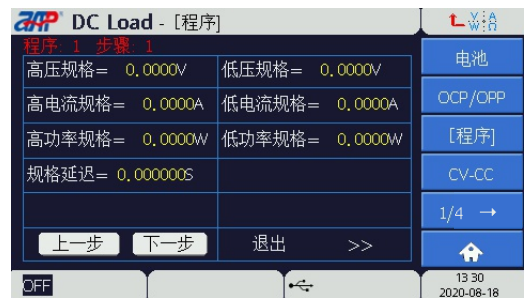 ZAP DC Load - [程序]
程序: 1 步骤: 1
高压规格= 0.0000V 低压规格= 0.0000V
高电流规格= 0.0000A 低电流规格= 0.0000A
高功率规格= 0.0000W 低功率规格= 0.0000W
规格延迟= 0.000000S
上一步 下一步 退出 >>
电池
OCP/OPP
[程序]
CV-CC
1/4 →
OFF
13 30
2020-08-18